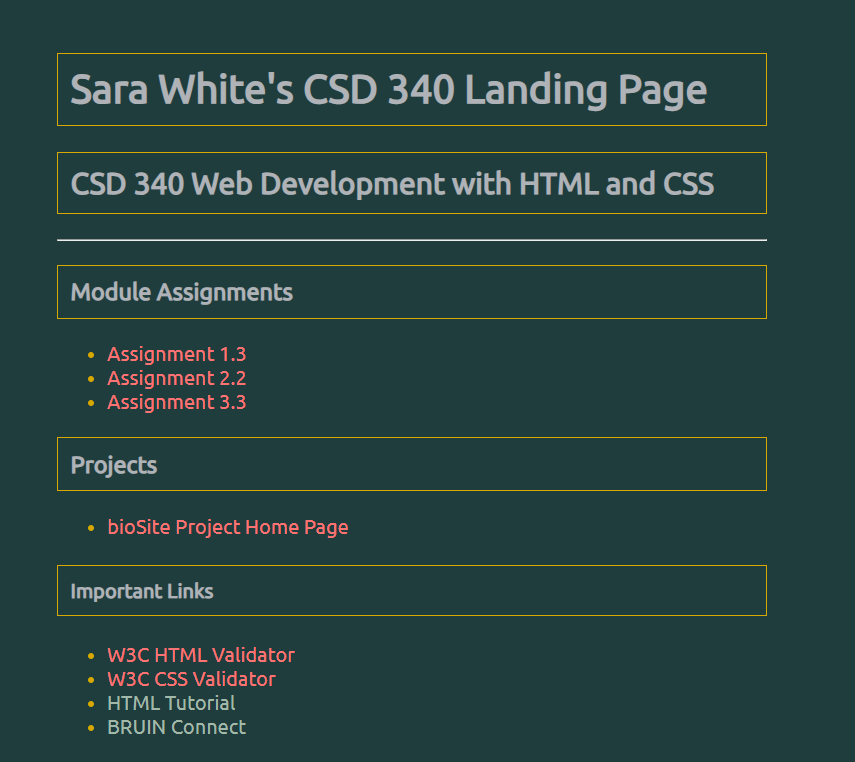 Sara White's CSD 340 Landing Page
CSD 340 Web Development with HTML and CSS
Module Assignments
Assignment 1.3
Assignment 2.2
Assignment 3.3
Projects
bioSite Project Home Page
Important Links
W3C HTML Validator
W3C CSS Validator
HTML Tutorial
BRUIN Connect